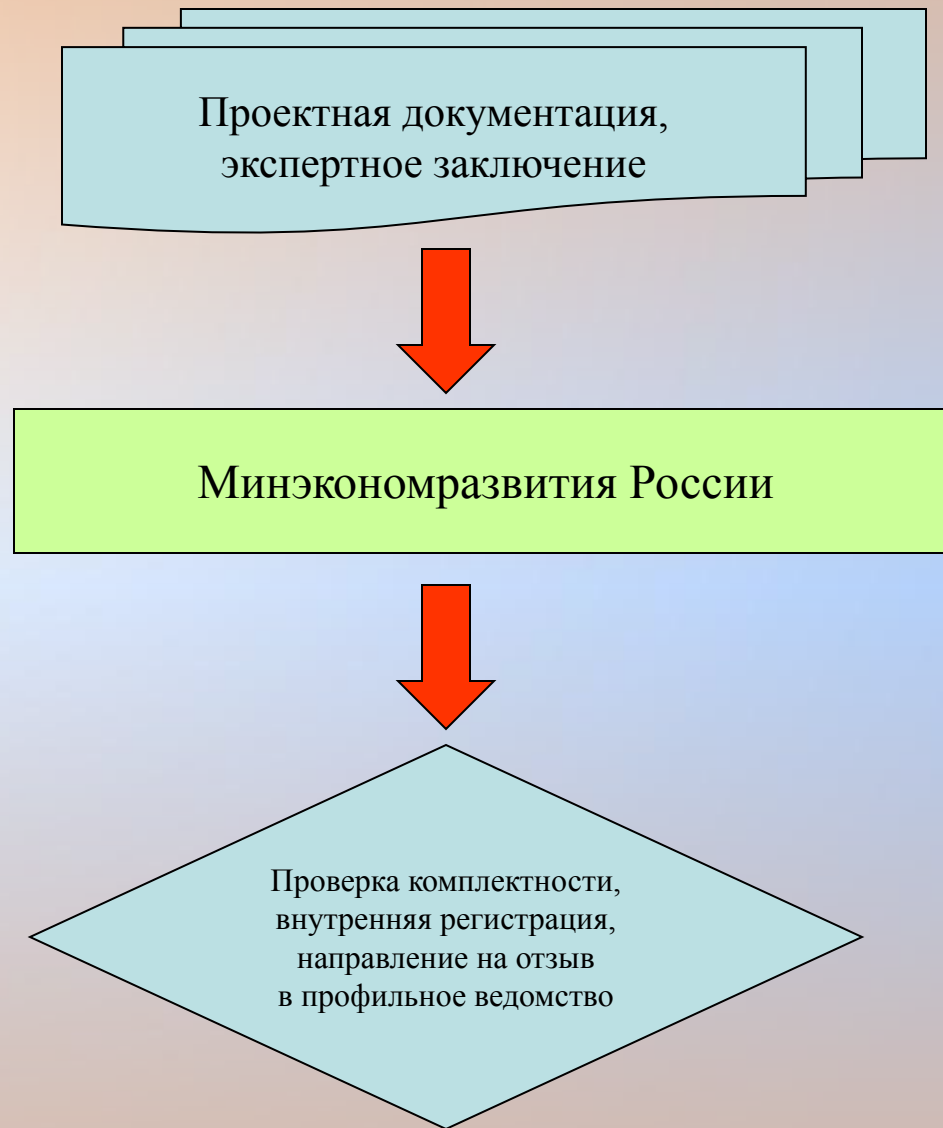 Проектная документация,
экспертное заключение
Минэкономразвития России
Проверка комплектности,
внутренняя регистрация,
направление на отзыв
в профильное ведомство